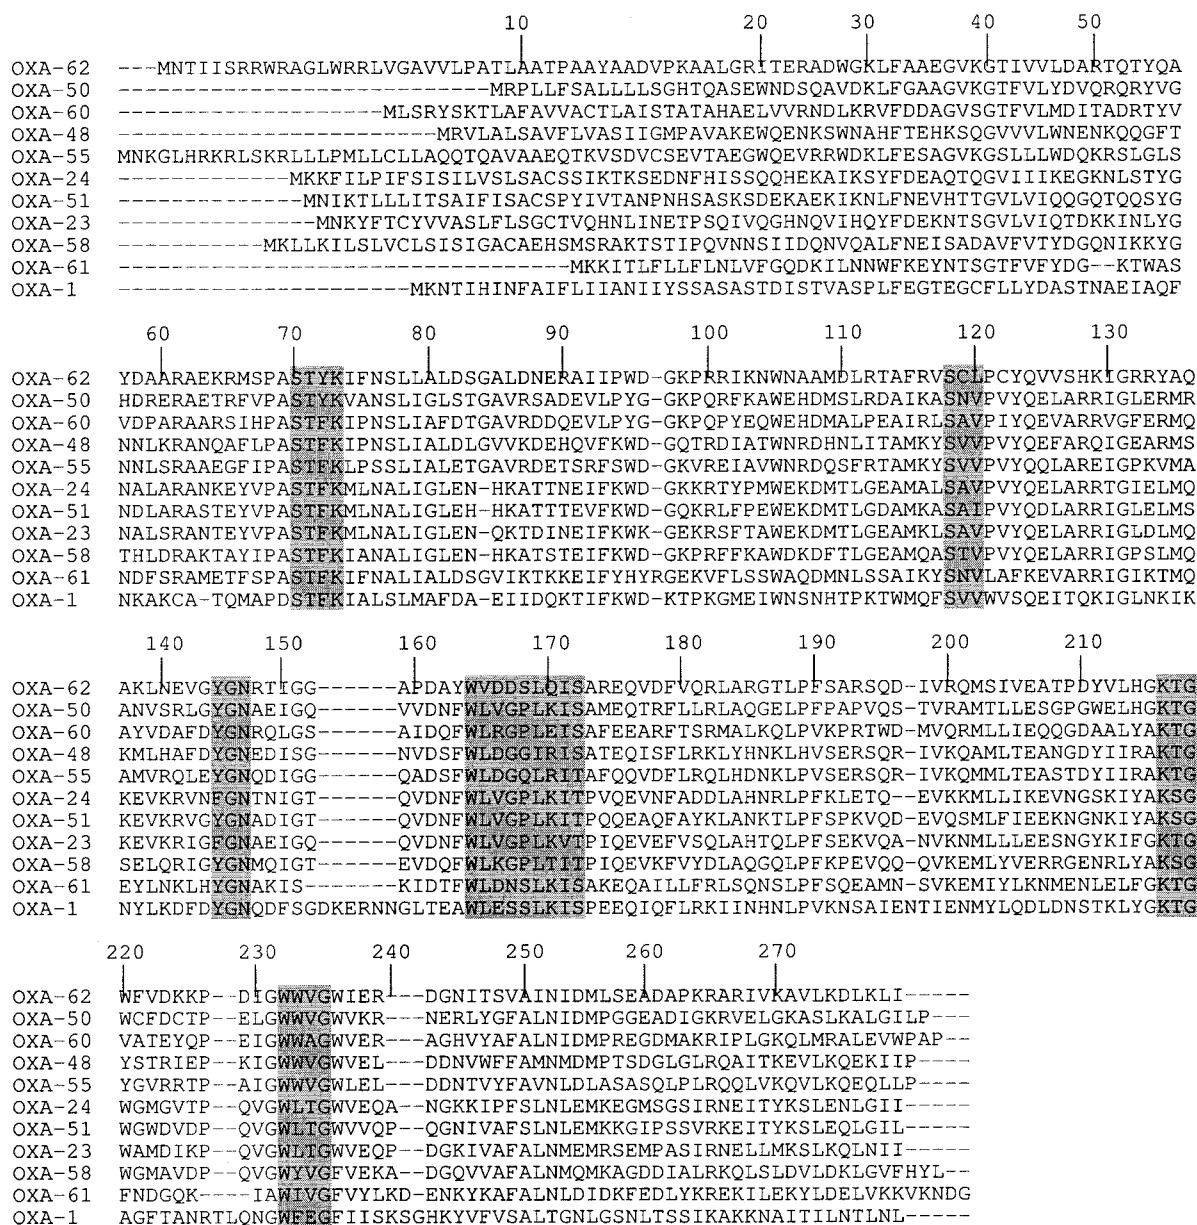 10 20 30 40 50
OXA-62 ---MNTIISRRWRAGLWRRLVGAVVLPATLAATPAAYAADVPKAALGRITERADWGKLFAAEGVKGTIVVLDARTQTYQA
OXA-50 ----------------------------MRPLLFSALLLLSGHTQASEWNDSQAVDKLFGAAGVKGTFVLYDVQRQRYVG
OXA-60 --------------------MLSRYSKTLAFAVVACTLAISTATAHAELVVRNDLKRVFDDAGVSGTFVLMDITADRTYV
OXA-48 ------------------------MRVLALSAVFLVASIIGMPAVAKEWQENKSWNAHFTEHKSQGVVVLWNENKQQGFT
OXA-55 MNKGLHRKRLSKRLLLPMLLCLLAQQTQAVAAEQTKVSDVCSEVTAEGWQEVRRWDKLFESAGVKGSLLLWDQKRSLGLS
OXA-24 -------------MKKFILPIFSISILVSLSACSSIKTKSEDNFHISSQQHEKAIKSYFDEAQTQGVIIIKEGKNLSTYG
OXA-51 --------------MNIKTLLLITSAIFISACSPYIVTANPNHSASKSDEKAEKIKNLFNEVHTTGVLVIQQGQTQQSYG
OXA-23 ---------------MNKYFTCYVVASLFLSGCTVQHNLINETPSQIVQGHNQVIHQYFDEKNTSGVLVIQTDKKINLYG
OXA-58 -----------MKLLKILSLVCLSISIGACAEHSMSRAKTSTIPQVNNSIIDQNVQALFNEISADAVFVTYDGQNIKKYG
OXA-61 ----------------------------------MKKITLFLLFLNLVFGQDKILNNWFKEYNTSGTFVFYDG--KTWAS
OXA-1 ----------------------MKNTIHINFAIFLIIANIIYSSASASTDISTVASPLFEGTEGCFLLYDASTNAEIAQF
60 70 80 90 100 110 120 130
OXA-62 YDAARAEKRMSPASTYKIFNSLLALDSGALDNERAIIPWD-GKPRRIKNWNAAMDLRTAFRVSCLPCYQVVSHKIGRRYAQ
OXA-50 HDRERAETRFVPASTYKVANSLIGLSTGAVRSADEVLPYG-GKPQRFKAWEHDMSLRDAIKASNVPVYQELARRIGLERMR
OXA-60 VDPARAARSIHPASTFKIPNSLIAFDTGAVRDDQEVLPYG-GKPQPYEQWEHDMALPEAIRLSAVPIYQEVARRVGFERMQ
OXA-48 NNLKRANQAFLPASTFKIPNSLIALDLGVVKDEHQVFKWD-GQTRDIATWNRDHNLITAMKYSVVPVYQEFARQIGEARMS
OXA-55 NNLSRAAEGFIPASTFKLPSSLIALETGAVRDETSRFSWD-GKVREIAVWNRDQSFRTAMKYSVVPVYQQLAREIGPKVMA
OXA-24 NALARANKEYVPASTFKMLNALIGLEN-HKATTNEIFKWD-GKKRTYPMWEKDMTLGEAMALSAVPVYQELARRTGIELMQ
OXA-51 NDLARASTEYVPASTFKMLNALIGLEH-HKATTTEVFKWD-GQKRLFPEWEKDMTLGDAMKASAIPVYQDLARRIGLELMS
OXA-23 NALSRANTEYVPASTFKMLNALIGLEN-QKTDINEIFKWK-GEKRSFTAWEKDMTLGEAMKLSAVPVYQELARRIGLDLMQ
OXA-58 THLDRAKTAYIPASTFKIANALIGLEN-HKATSTEIFKWD-GKPRFFKAWDKDFTLGEAMQASTVPVYQELARRIGPSLMQ
OXA-61 NDFSRAMETFSPASTFKIFNALIALDSGVIKTKKEIFYHYRGEKVFLSSWAQDMNLSSAIKYSNVLAFKEVARRIGIKTMQ
OXA-1 NKAKCA-TQMAPDSTFKIALSLMAFDA-EIIDQKTIFKWD-KTPKGMEIWNSNHTPKTWMQFSVVWVSQEITQKIGLNKIK
140 150 160 170 180 190 200 210
OXA-62 AKLNEVGYGNRTIGG-------APDAYWVDDSLQISAREQVDFVQRLARGTLPFSARSQD-IVRQMSIVEATPDYVLHGKTG
OXA-50 ANVSRLGYGNAEIGQ-------VVDNFWLVGPLKISAMEQTRFLLRLAQGELPFPAPVQS-TVRAMTLLESGPGWELHGKTG
OXA-60 AYVDAFDYGNRQLGS-------AIDQFWLRGPLEISAFEEARFTSRMALKQLPVKPRTWD-MVQRMLLIEQQGDAALYAKTG
OXA-48 KMLHAFDYGNEDISG-------NVDSFWLDGGIRISATEQISFLRKLYHNKLHVSERSQR-IVKQAMLTEANGDYIIRAKTG
OXA-55 AMVRQLEYGNQDIGG-------QADSFWLDGQLRITAFQQVDFLRQLHDNKLPVSERSQR-IVKQMMLTEASTDYIIRAKTG
OXA-24 KEVKRVNFGNTNIGT-------QVDNFWLVGPLKITPVQEVNFADDLAHNRLPFKLETQ--EVKKMLLIKEVNGSKIYAKSG
OXA-51 KEVKRVGYGNADIGT-------QVDNFWLVGPLKITPQQEAQFAYKLANKTLPFSPKVQD-EVQSMLFIEEKNGNKIYAKSG
OXA-23 KEVKRIGFGNAEIGQ-------QVDNFWLVGPLKVTPIQEVEFVSQLAHTQLPFSEKVQA-NVKNMLLLEESNGYKIFGKTG
OXA-58 SELQRIGYGNMQIGT-------EVDQFWLKGPLTITPIQEVKFVYDLAQGQLPFKPEVQQ-QVKEMLYVERRGENRLYAKSG
OXA-61 EYLNKLHYGNAKIS--------KIDTFWLDNSLKISAKEQAILLFRLSQNSLPFSQEAMN-SVKEMIYLKNMENLELFGKTG
OXA-1 NYLKDFDYGNQDFSGDKERNNGLTEAWLESSLKISPEEQIQFLRKIINHNLPVKNSAIENTIENMYLQDLDNSTKLYGKTG
220 230 240 250 260 270
OXA-62 WFVDKKP--DIGWWVGWIER---DGNITSVAINIDMLSEADAPKRARIVKAVLKDLKLI-----
OXA-50 WCFDCTP--ELGWWVGWVKR---NERLYGFALNIDMPGGEADIGKRVELGKASLKALGILP---
OXA-60 VATEYQP--EIGWWAGWVER---AGHVYAFALNIDMPREGDMAKRIPLGKQLMRALEVWPAP--
OXA-48 YSTRIEP--KIGWWVGWVEL---DDNVWFFAMNMDMPTSDGLGLRQAITKEVLKQEKIIP----
OXA-55 YGVRRTP--AIGWWVGWLEL---DDNTVYFAVNLDLASASQLPLRQQLVKQVLKQEQLLP----
OXA-24 WGMGVTP--QVGWLTGWVEQA--NGKKIPFSLNLEMKEGMSGSIRNEITYKSLENLGII-----
OXA-51 WGWDVDP--QVGWLTGWVVQP--QGNIVAFSLNLEMKKGIPSSVRKEITYKSLEQLGIL-----
OXA-23 WAMDIKP--QVGWLTGWVEQP--DGKIVAFALNMEMRSEMPASIRNELLMKSLKQLNII-----
OXA-58 WGMAVDP--QVGWYVGFVEKA--DGQVVAFALNMQMKAGDDIALRKQLSLDVLDKLGVFHYL--
OXA-61 FNDGQK----IAWIVGFVYLKD-ENKYKAFALNLDIDKFEDLYKREKILEKYLDELVKKVKNDG
OXA-1 AGFTANRTLQNGWFEGFIISKSGHKYVFVSALTGNLGSNLTSSIKAKKNAITILNTLNL-----